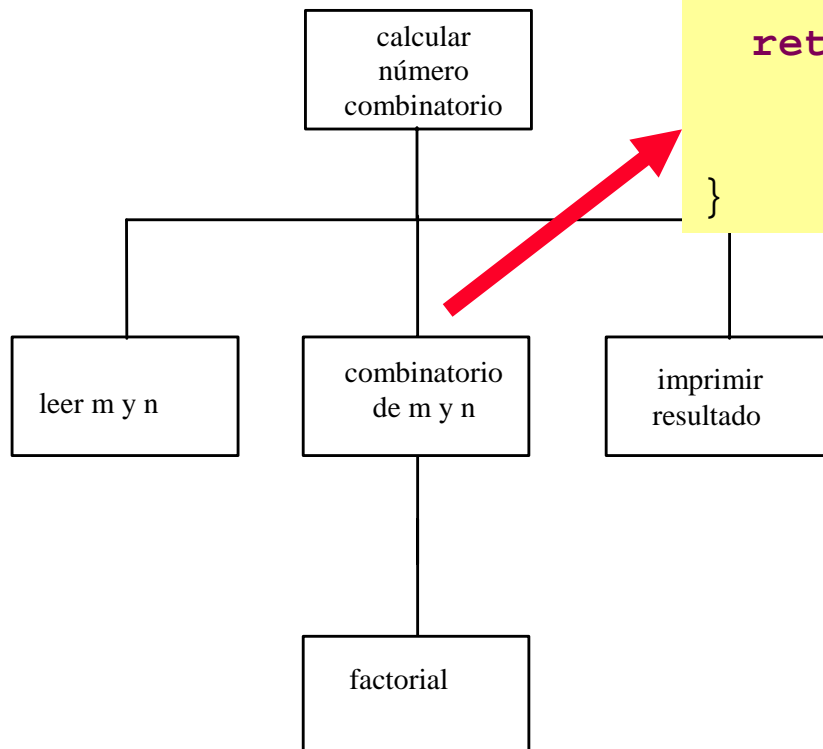 calcular
número
combinatorio
ret
}
leer m y n
combinatorio
de m y n
imprimir
resultado
factorial